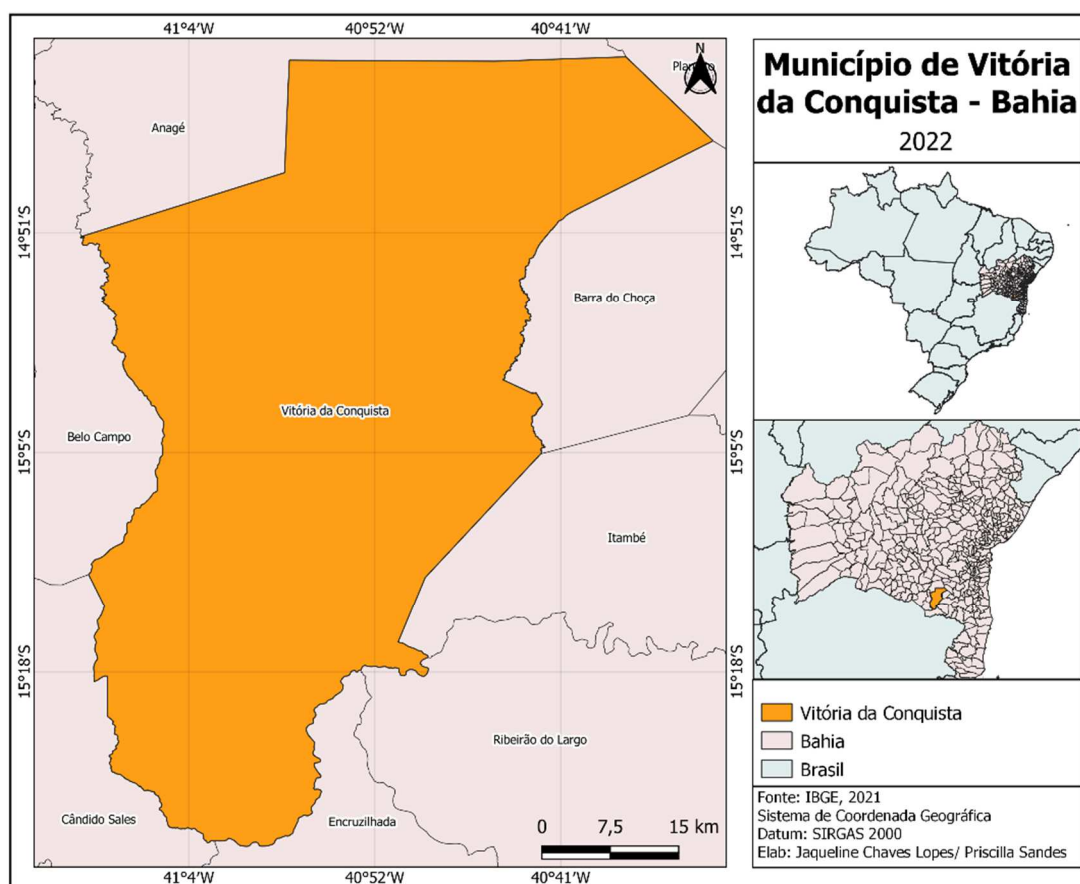 41°4'W 40°52'W 40°41'W
N
Anagé
14°51'S
14°51'S
Barra do Choça
Vitória da Conquista
Belo Campo
15°5'S
15°5'S
Itambé
15°18'S
15°18'S
Ribeirão do Largo
Cândido Sales
Encruzilhada
0 7,5 15 km
41°4'W 40°52'W 40°41'W
Município de Vitória
da Conquista - Bahia
2022
Vitória da Conquista
Bahia
Brasil
Fonte: IBGE, 2021
Sistema de Coordenada Geográfica
Datum: SIRGAS 2000
Elab: Jaqueline Chaves Lopes/ Priscilla Sandes